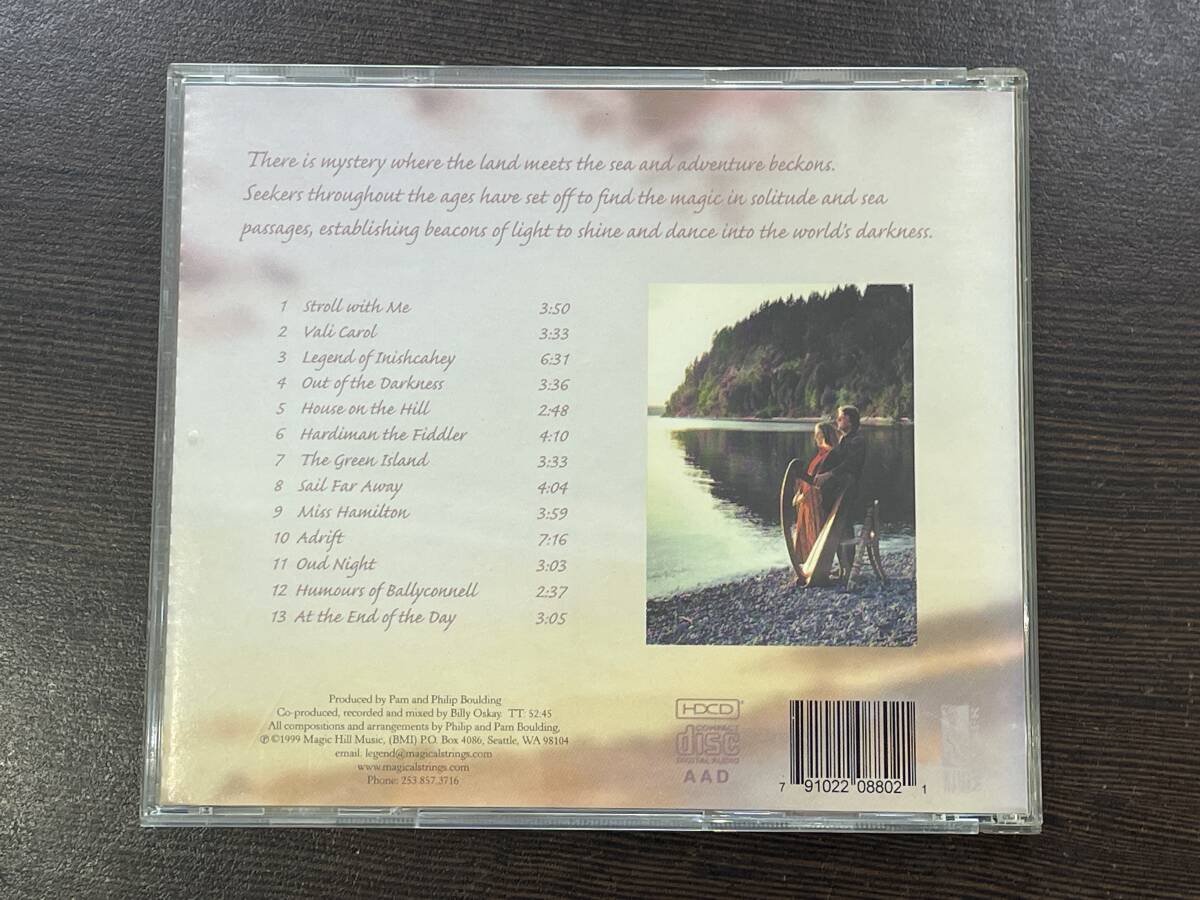 There is mystery where the land meets the sea and adventure beckons.
Seekers throughout the ages have set off to find the magic in solitude and sea
passages, establishing beacons of light to shine and dance into the world's darkness.
1 Stroll with Me 3:50
2 Vali Carol 3:33
3 Legend of Inishcahey 6:31
4 Out of the Darkness 3:36
5 House on the Hill 2:48
6 Hardiman the Fiddler 4:10
7 The Green Island 3:33
8 Sail Far Away 4:04
9 Miss Hamilton 3:59
10 Adrift 7:16
11 Oud Night 3:03
12 Humours of Ballyconnell 2:37
13 At the End of the Day 3:05
Produced by Pam and Philip Boulding
Co-produced, recorded and mixed by Billy Oskay. TT: 52:45
All compositions and arrangements by Philip and Pam Boulding,
℗©1999 Magic Hill Music, (BMI) P.O. Box 4086, Seattle, WA 98104
email. legend@magicalstrings.com
www.magicalstrings.com
Phone: 253.857.3716
HDCD
COMPACT
disc
DIGITAL AUDIO
AAD
7 91022 08802 1